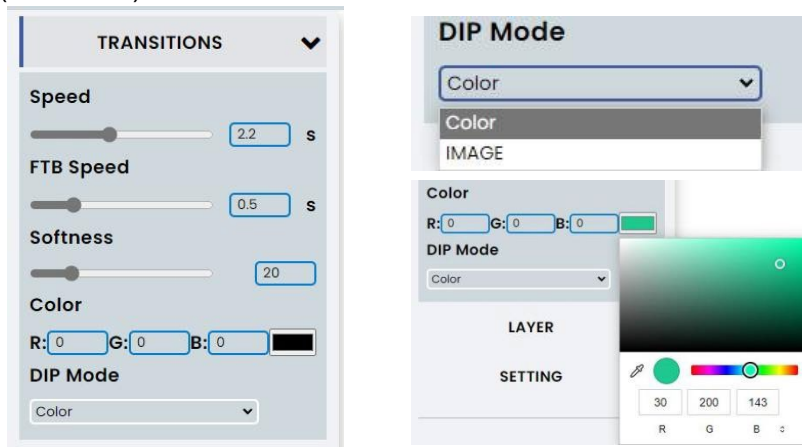 TRANSITIONS
Speed
2.2 s
FTB Speed
0.5 s
Softness
20
Color
R: 0 G: 0 B: 0
DIP Mode
Color
DIP Mode
Color
Color
IMAGE
Color
R: 0 G: 0 B: 0
DIP Mode
Color
LAYER
SETTING
30 200 143
R G B